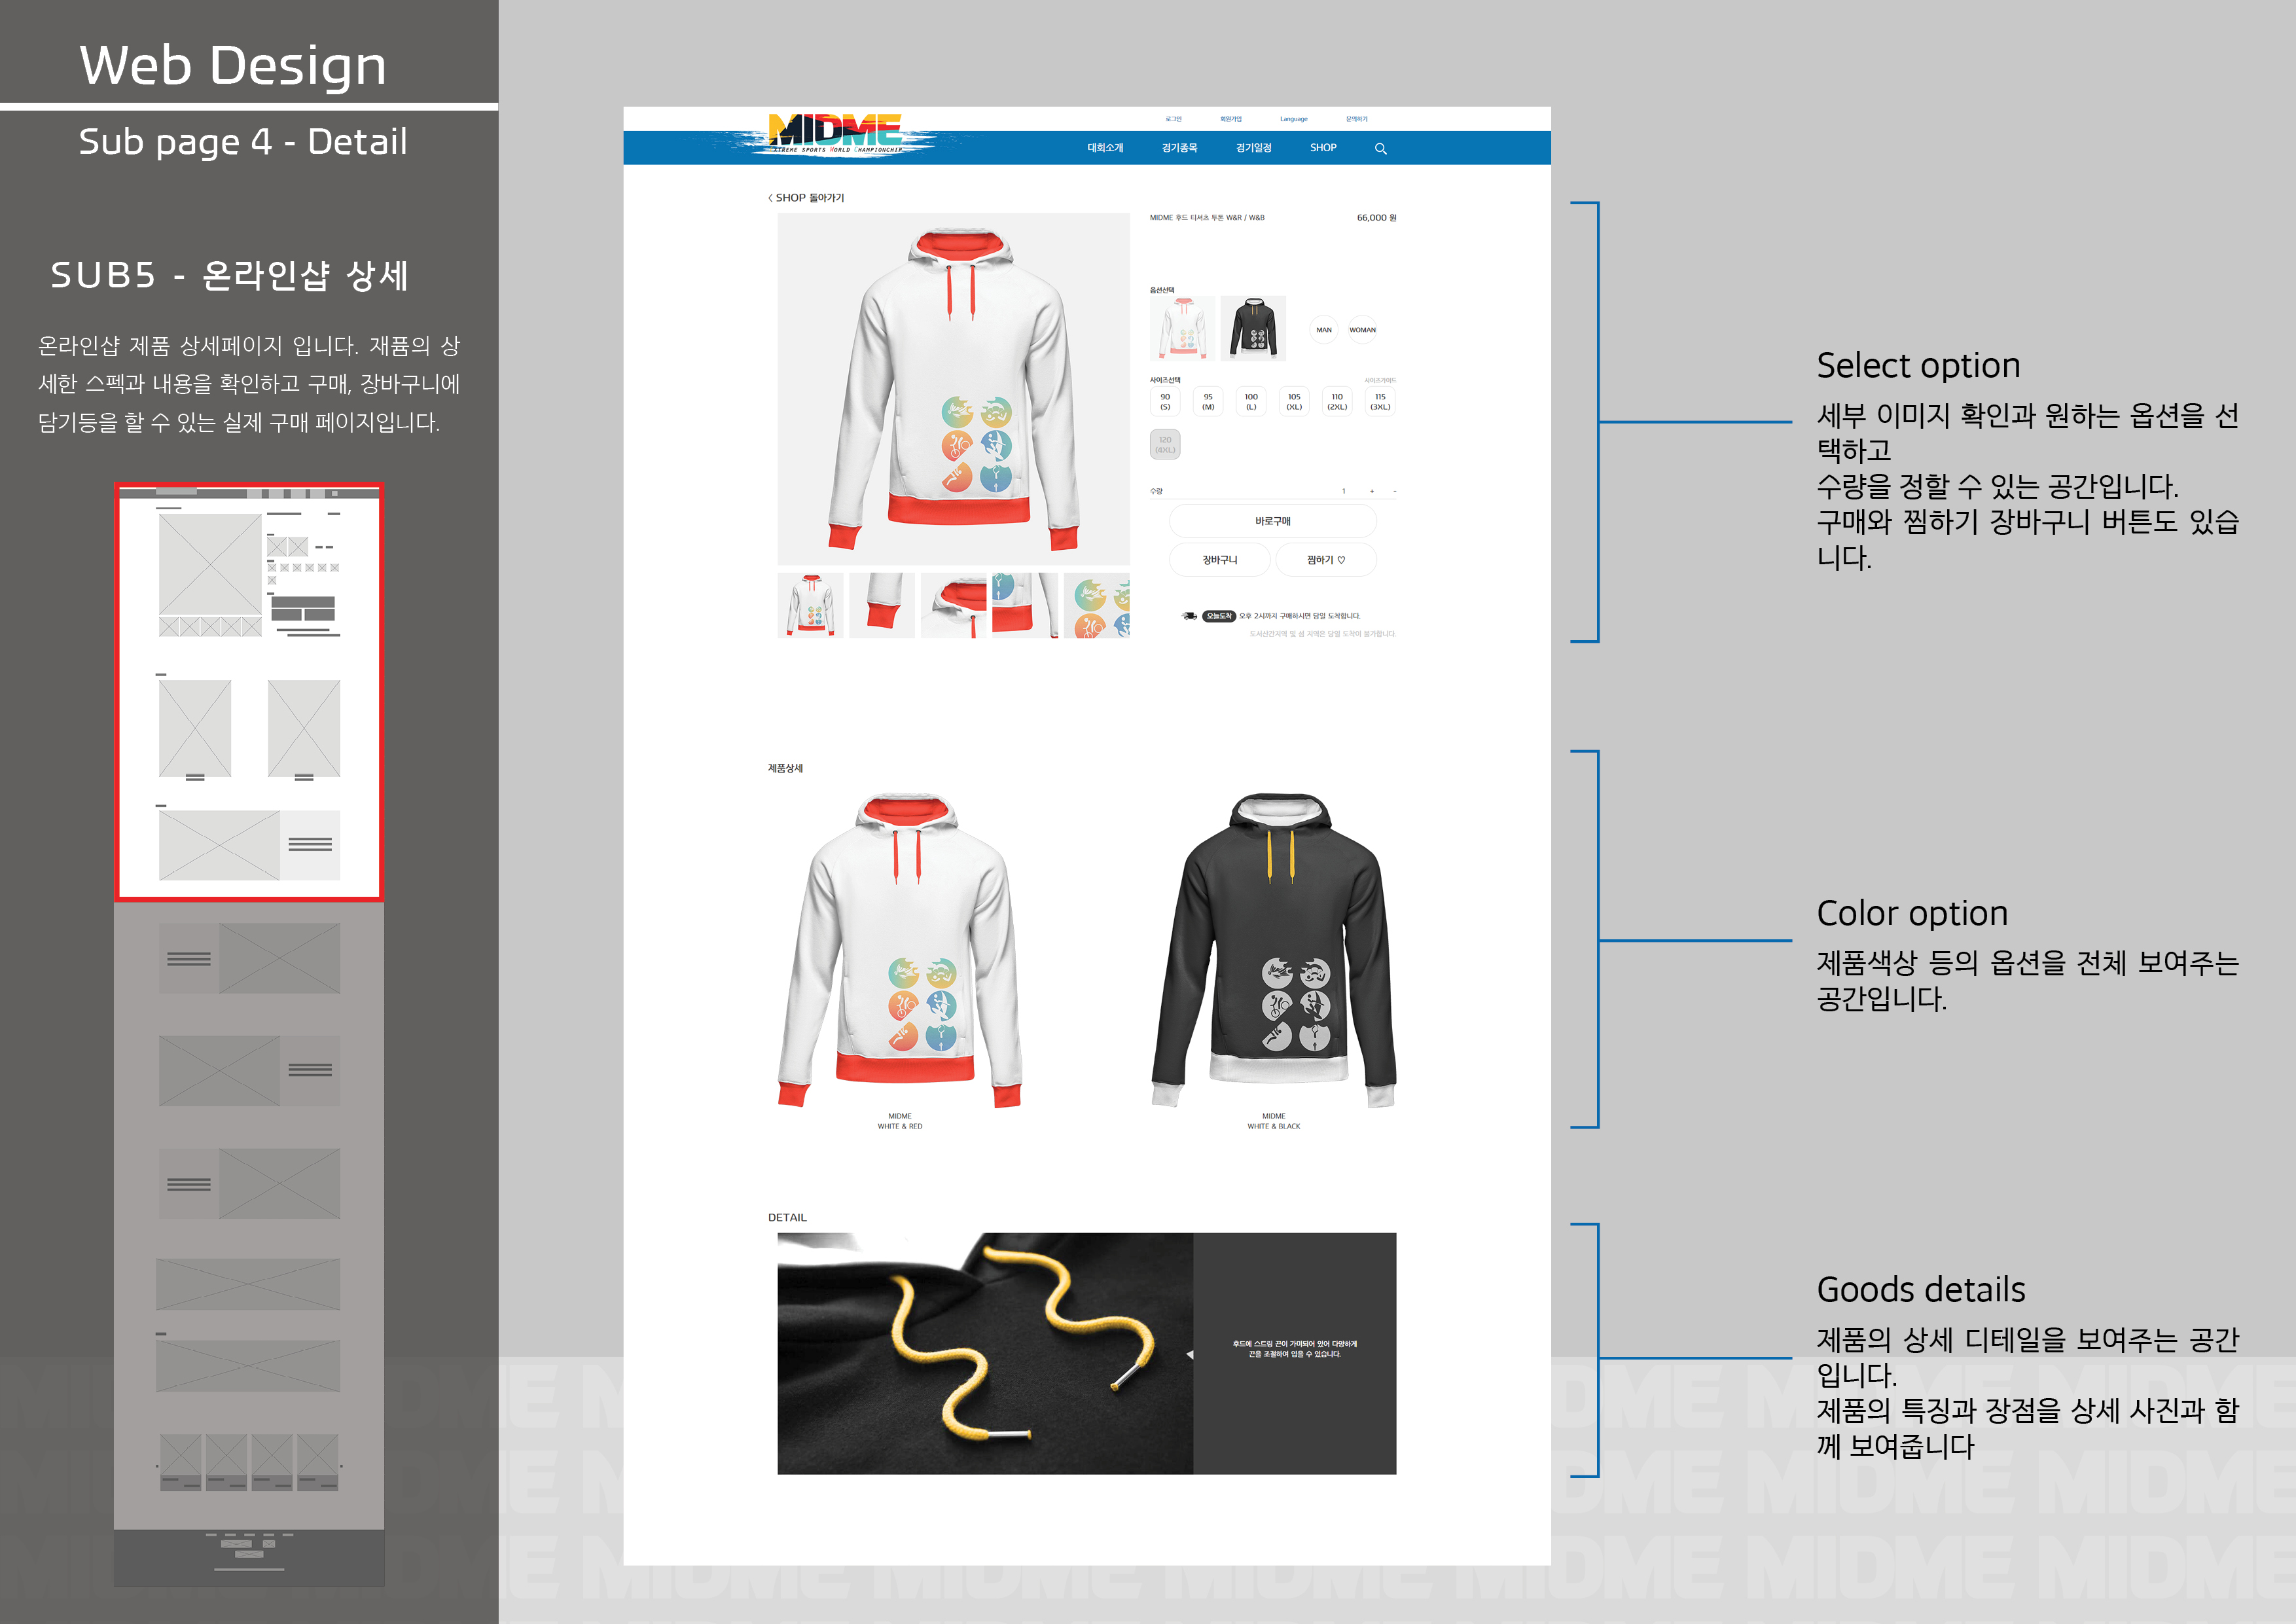 Web Design
Sub page 4 - Detail
SUB5 - 온라인샵 상세
온라인샵 제품 상세페이지 입니다. 재품의 상
세한 스펙과 내용을 확인하고 구매, 장바구니에
담기등을 할 수 있는 실제 구매 페이지입니다.
MIDME
XTREME SPORTS WORLD CHAMPIONCHIP
로그인 회원가입 Language 문의하기
대회소개 경기종목 경기일정 SHOP
< SHOP 돌아가기
MIDME 후드 티셔츠 투톤 W&R / W&B 66,000 원
옵션선택
MAN WOMAN
사이즈선택 사이즈가이드
90 95 100 105 110 115
(S) (M) (L) (XL) (2XL) (3XL)
120
(4XL)
수량 1 + -
바로구매
장바구니 찜하기 ♡
오늘도착 오후 2시까지 구매하시면 당일 도착합니다.
도서산간지역 및 섬 지역은 당일 도착이 불가합니다.
제품상세
MIDME
WHITE & RED
MIDME
WHITE & BLACK
DETAIL
후드에 스트링 끈이 가미되어 있어 다양하게
끈을 조절하여 입을 수 있습니다.
Select option
세부 이미지 확인과 원하는 옵션을 선
택하고
수량을 정할 수 있는 공간입니다.
구매와 찜하기 장바구니 버튼도 있습
니다.
Color option
제품색상 등의 옵션을 전체 보여주는
공간입니다.
Goods details
제품의 상세 디테일을 보여주는 공간
입니다.
제품의 특징과 장점을 상세 사진과 함
께 보여줍니다